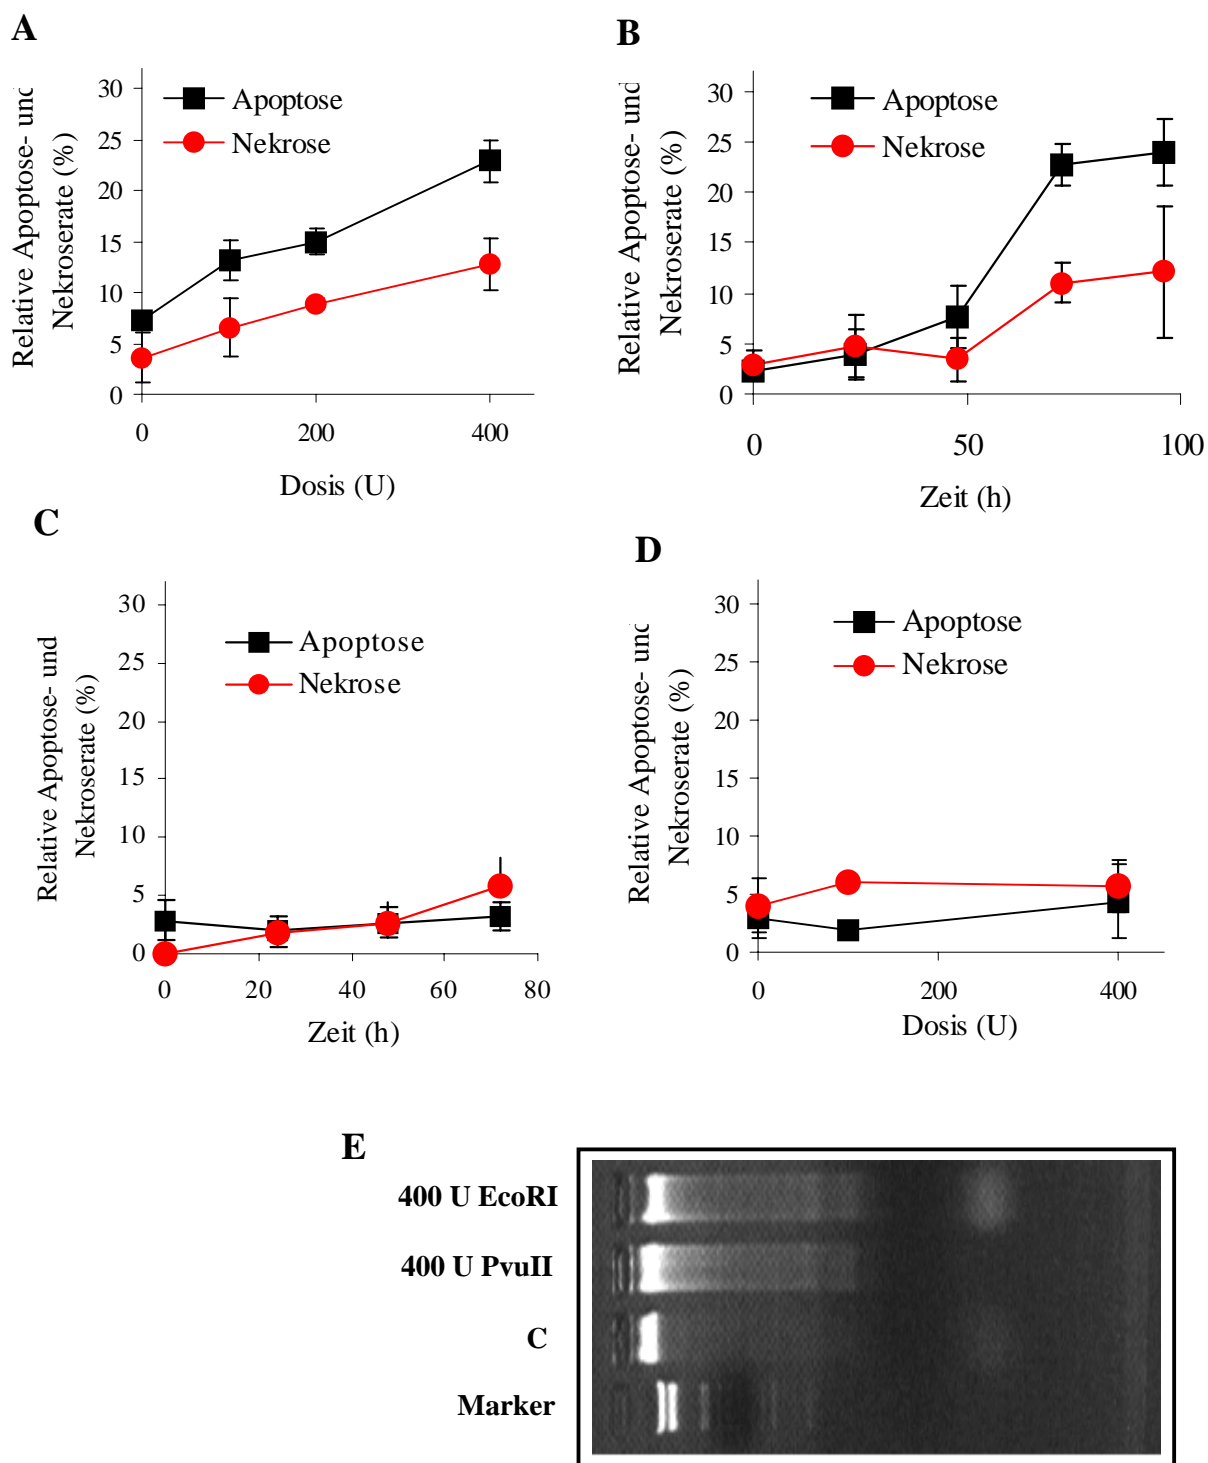 A
Relative Apoptose- und
Nekroserate (%)
30
25
20
15
10
5
0
Apoptose
Nekrose
0
200
400
Dosis (U)
B
Relative Apoptose- und
Nekroserate (%)
30
25
20
15
10
5
0
Apoptose
Nekrose
0
50
100
Zeit (h)
C
Relative Apoptose- und
Nekroserate (%)
30
25
20
15
10
5
0
Apoptose
Nekrose
0
20
40
60
80
Zeit (h)
D
Relative Apoptose- und
Nekroserate (%)
30
25
20
15
10
5
0
Apoptose
Nekrose
0
200
400
Dosis (U)
E
400 U EcoRI
400 U PvuII
C
Marker